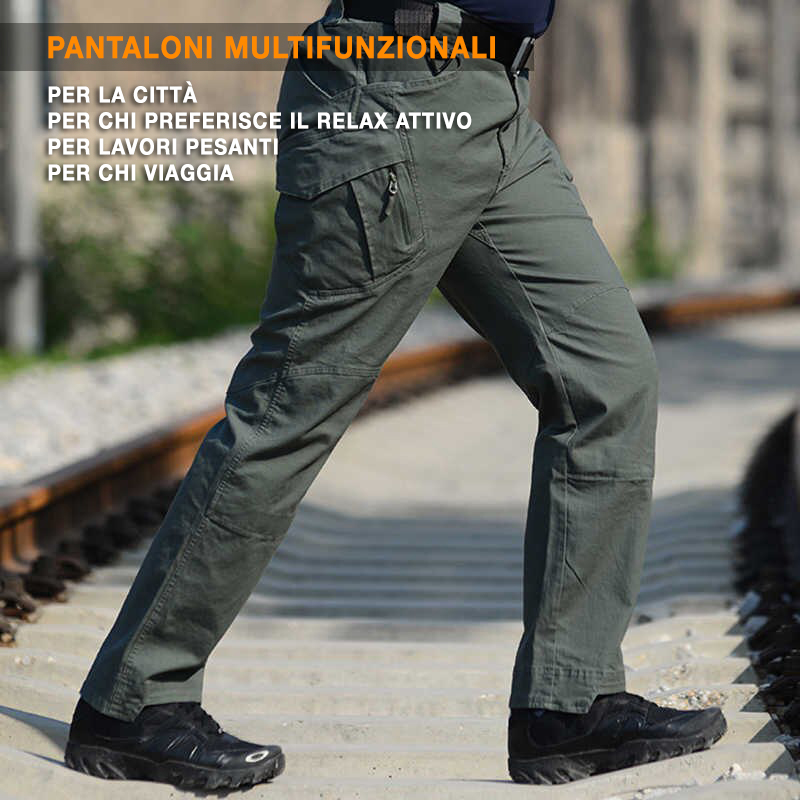 PANTALONI MULTIFUNZIONALI
PER LA CITTÀ
PER CHI PREFERISCE IL RELAX ATTIVO
PER LAVORI PESANTI
PER CHI VIAGGIA